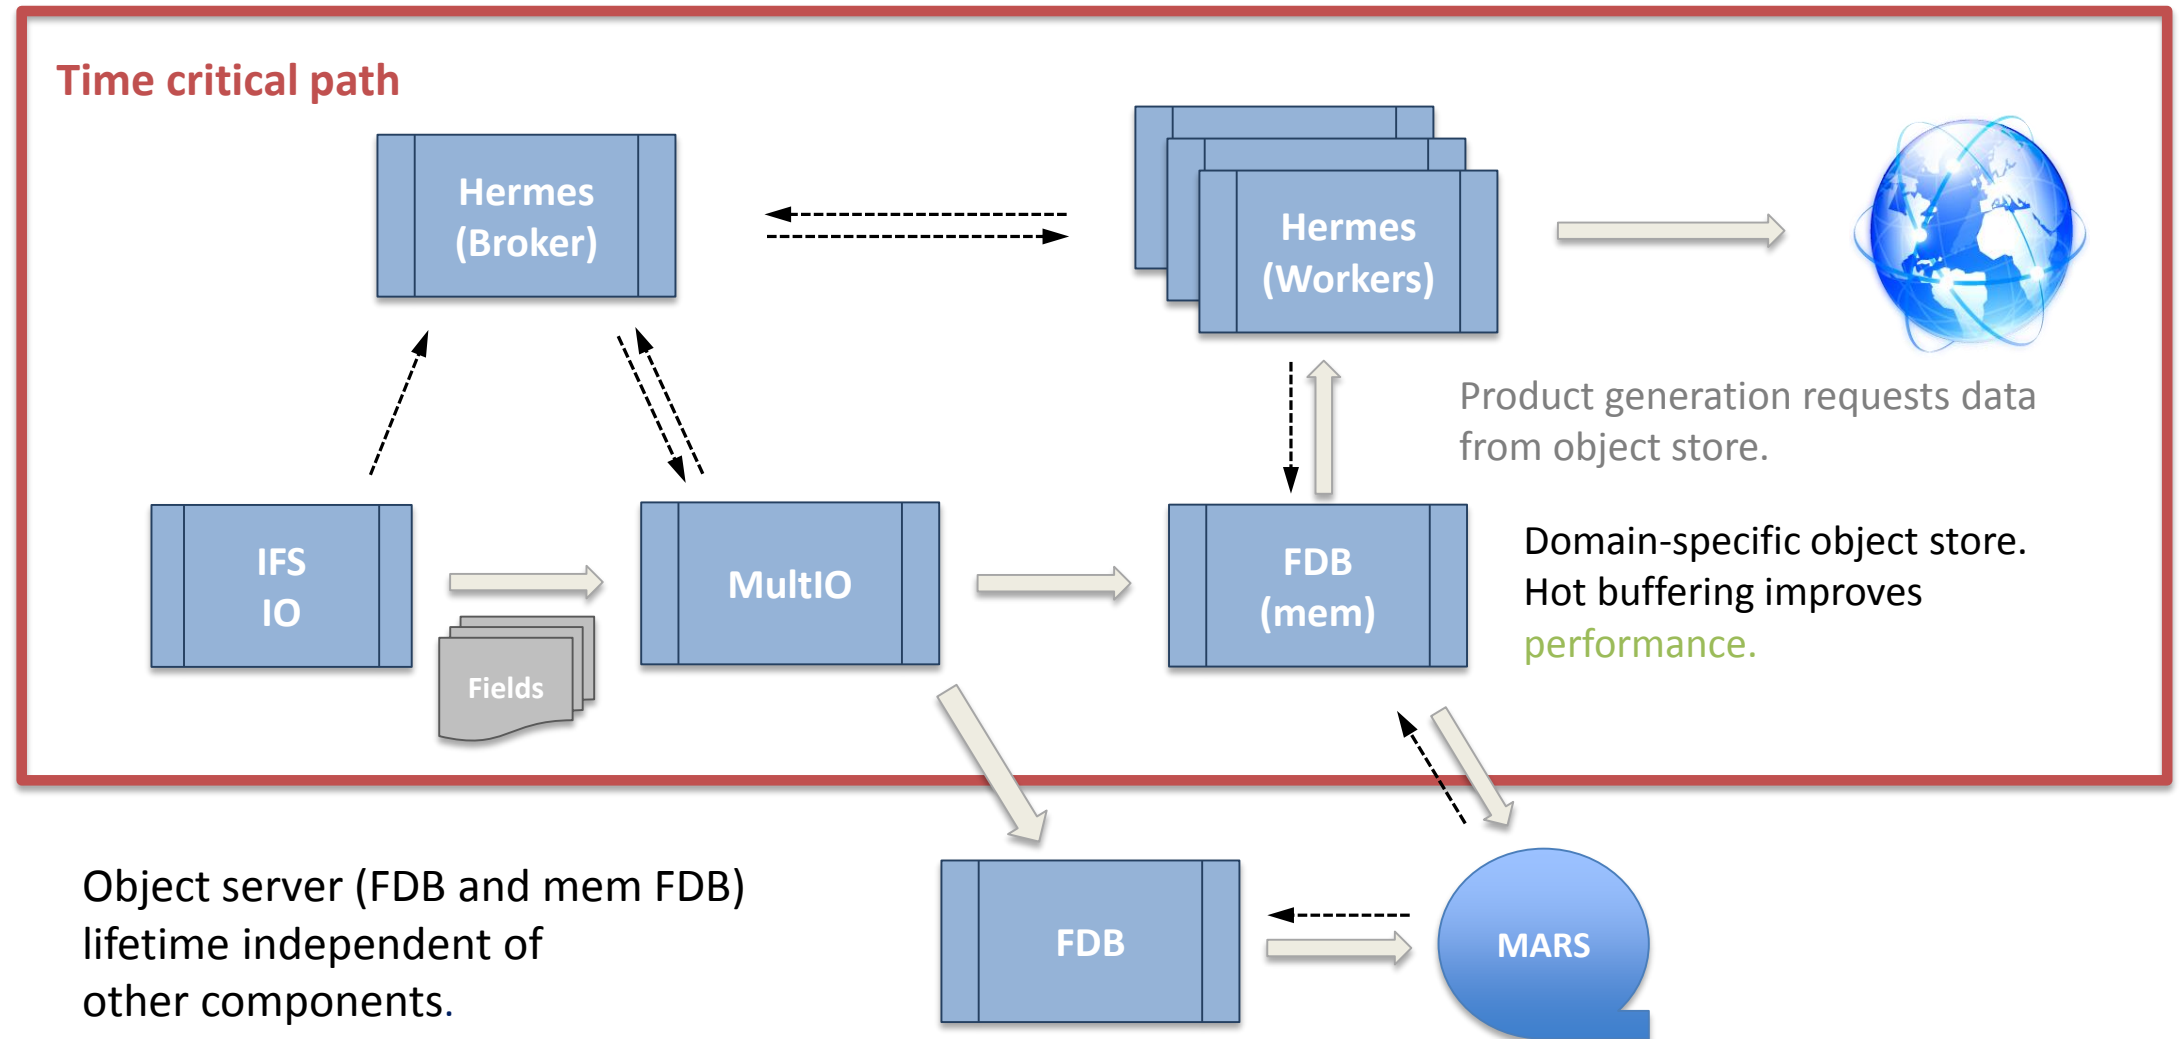 Time critical path
Hermes
(Broker)
Hermes
(Workers)
Product generation requests data
from object store.
IFS
IO
MultIO
FDB
(mem)
Domain-specific object store.
Hot buffering improves
performance.
Fields
Object server (FDB and mem FDB)
lifetime independent of
other components.
FDB
MARS